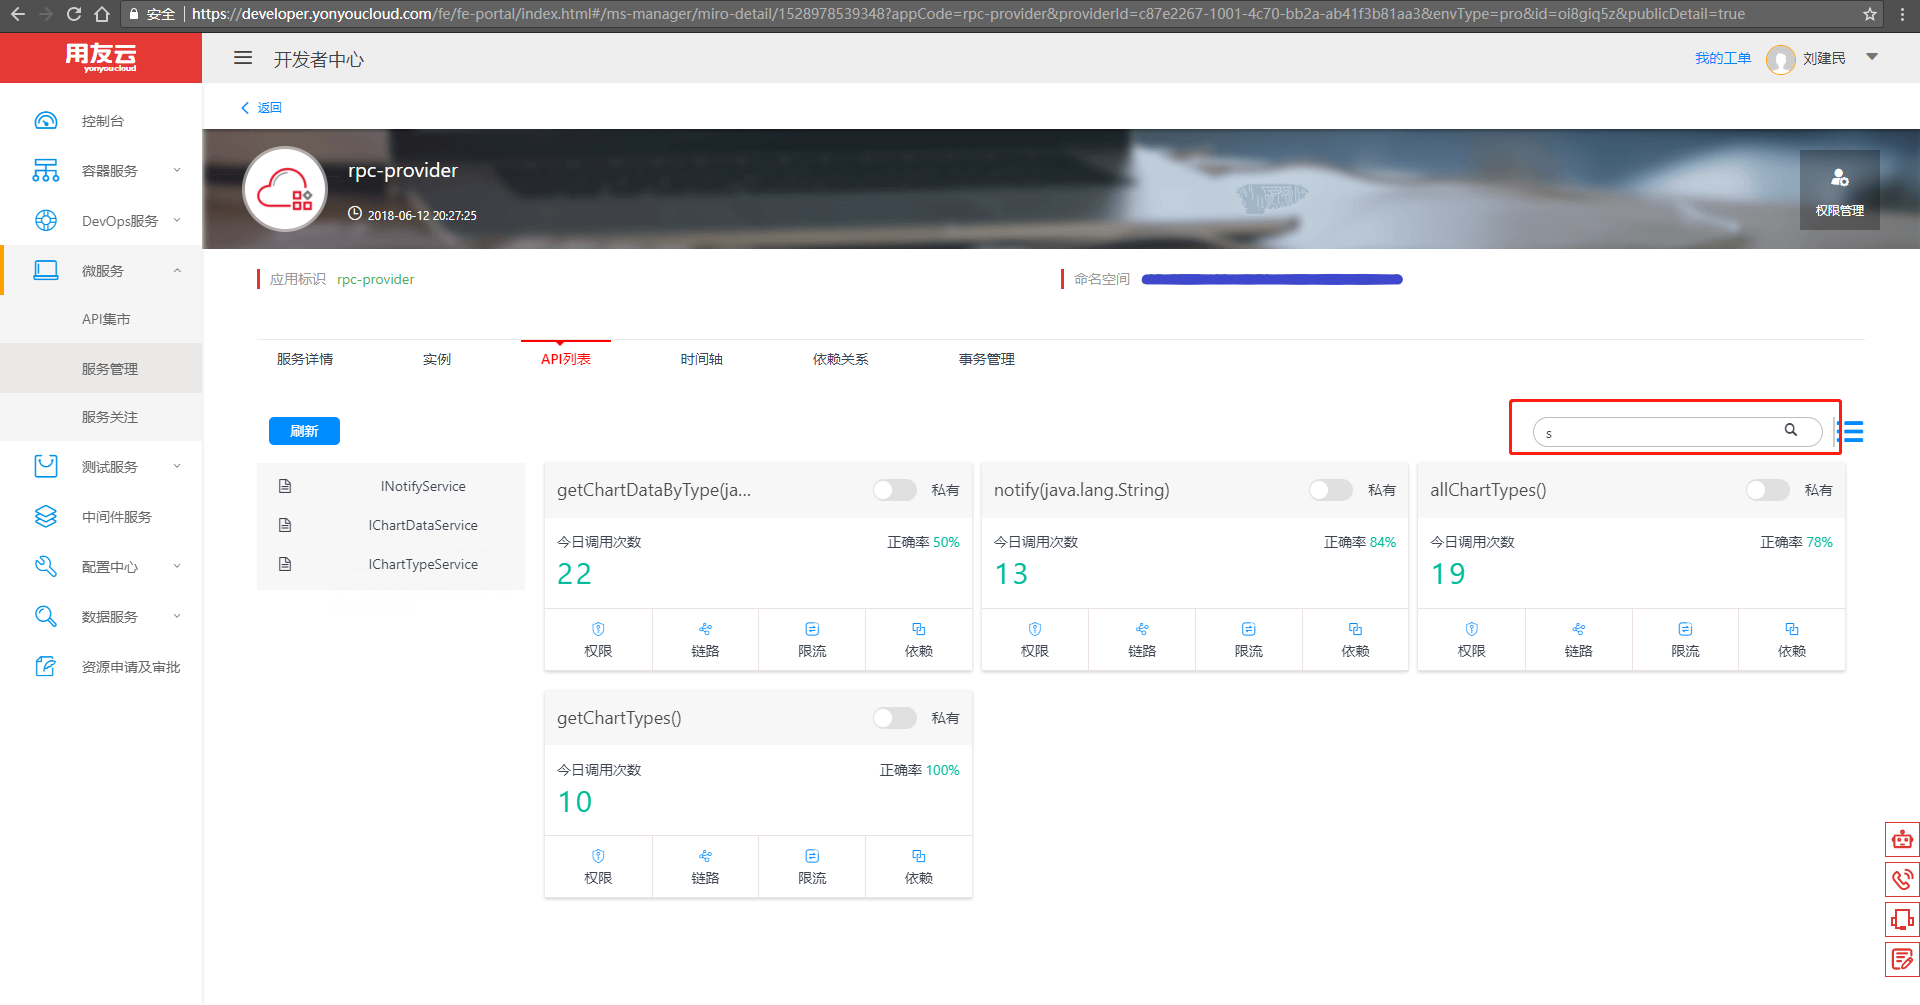 安全 https://developer.yonyoucloud.com/fe/fe-portal/index.html#/ms-manager/miro-detail/1528978539348?appCode=rpc-provider&providerId=c87e2267-1001-4c70-bb2a-ab41f3b81aa3&envType=pro&id=oi8giq5z&publicDetail=true
用友云
yonyoucloud
开发者中心
我的工单
刘建民
控制台
容器服务
DevOps服务
微服务
API集市
服务管理
服务关注
测试服务
中间件服务
配置中心
数据服务
资源申请及审批
返回
rpc-provider
2018-06-12 20:27:25
权限管理
应用标识 rpc-provider
命名空间
服务详情 实例 API列表 时间轴 依赖关系 事务管理
刷新
s
INotifyService
IChartDataService
IChartTypeService
getChartDataByType(ja... 私有
今日调用次数 正确率 50%
22
权限 链路 限流 依赖
notify(java.lang.String) 私有
今日调用次数 正确率 84%
13
权限 链路 限流 依赖
allChartTypes() 私有
今日调用次数 正确率 78%
19
权限 链路 限流 依赖
getChartTypes() 私有
今日调用次数 正确率 100%
10
权限 链路 限流 依赖